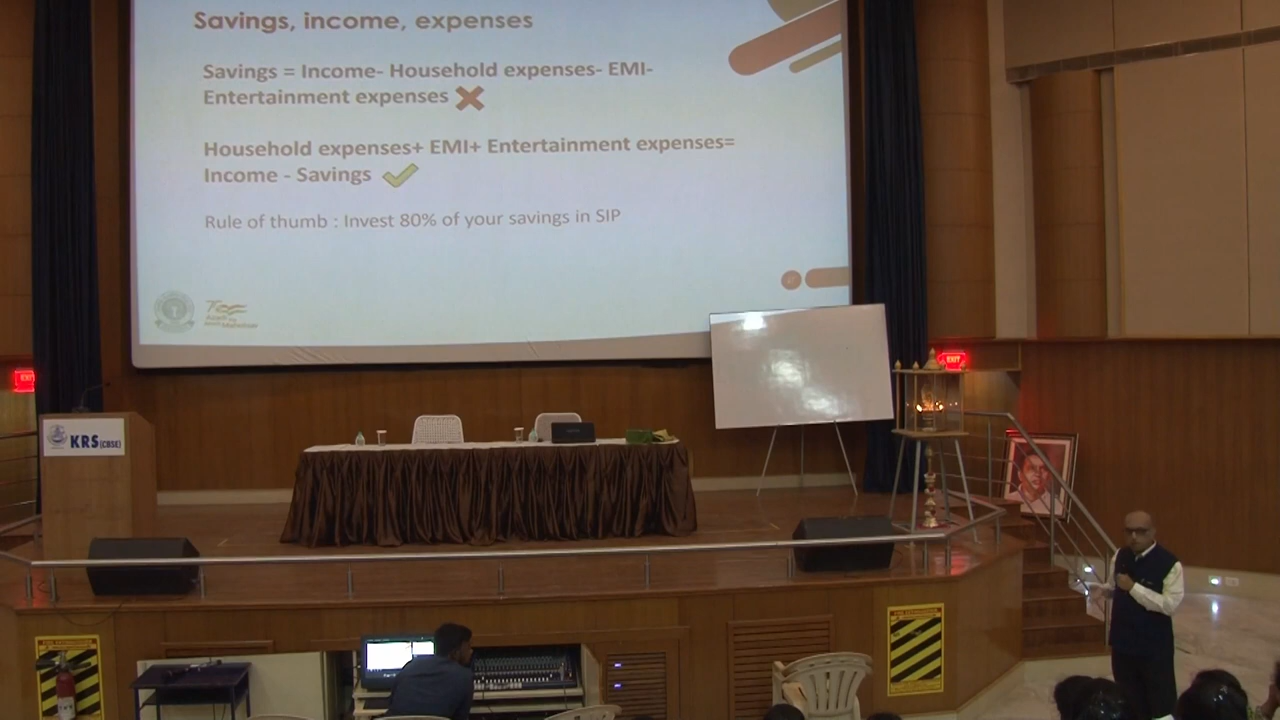 Savings, income, expenses
Savings = Income- Household expenses- EMI-
Entertainment expenses
Household expenses+ EMI+ Entertainment expenses=
Income - Savings
Rule of thumb : Invest 80% of your savings in SIP
EXIT
KRS (CBSE)